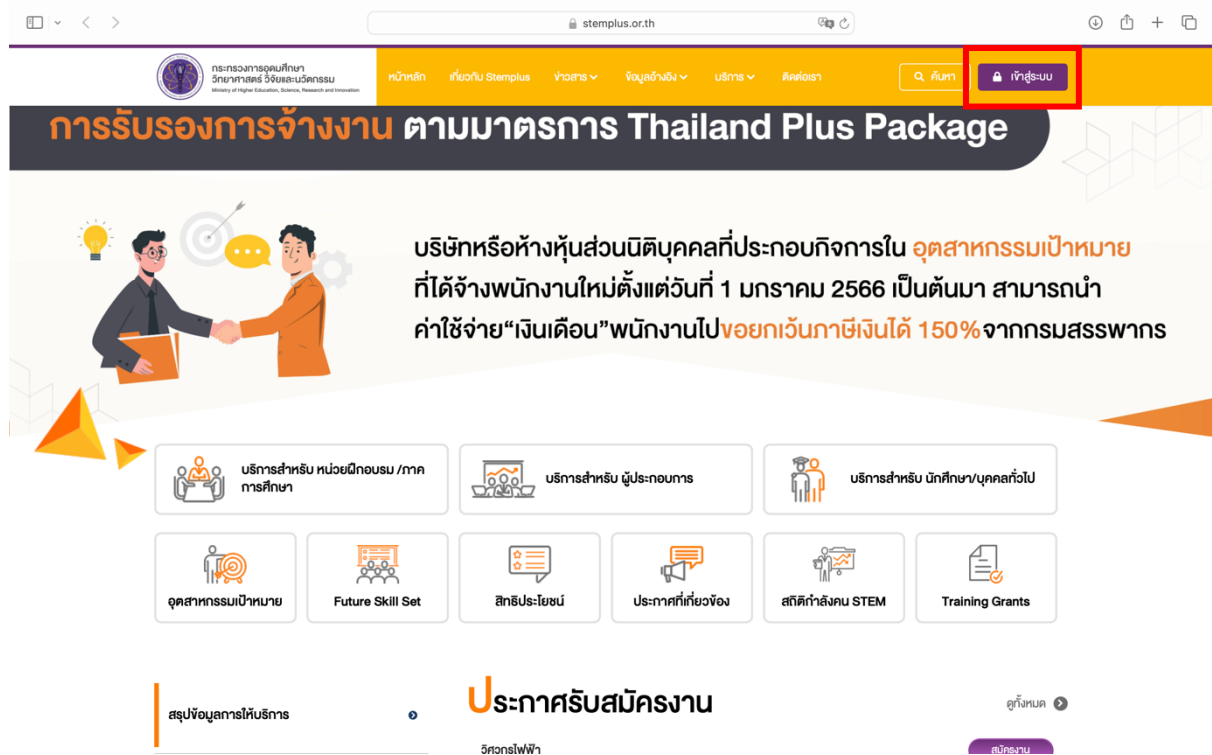 stemplus.or.th
กระทรวงการอุดมศึกษา
วิทยาศาสตร์ วิจัยและนวัตกรรม
Ministry of Higher Education, Science, Research and Innovation
หน้าหลัก เกี่ยวกับ Stemplus ข่าวสาร ข้อมูลอ้างอิง บริการ ติดต่อเรา ค้นหา เข้าสู่ระบบ
การรับรองการจ้างงาน ตามมาตรการ Thailand Plus Package
บริษัทหรือห้างหุ้นส่วนนิติบุคคลที่ประกอบกิจการใน อุตสาหกรรมเป้าหมาย
ที่ได้จ้างพนักงานใหม่ตั้งแต่วันที่ 1 มกราคม 2566 เป็นต้นมา สามารถนำ
ค่าใช้จ่าย“เงินเดือน”พนักงานไปขอยกเว้นภาษีเงินได้ 150%จากกรมสรรพากร
บริการสำหรับ หน่วยฝึกอบรม /ภาค
การศึกษา
บริการสำหรับ ผู้ประกอบการ
บริการสำหรับ นักศึกษา/บุคคลทั่วไป
อุตสาหกรรมเป้าหมาย
Future Skill Set
สิทธิประโยชน์
ประกาศที่เกี่ยวข้อง
สถิติกำลังคน STEM
Training Grants
สรุปข้อมูลการให้บริการ
ประกาศรับสมัครงาน
ดูทั้งหมด
วิศวกรไฟฟ้า
สมัครงาน